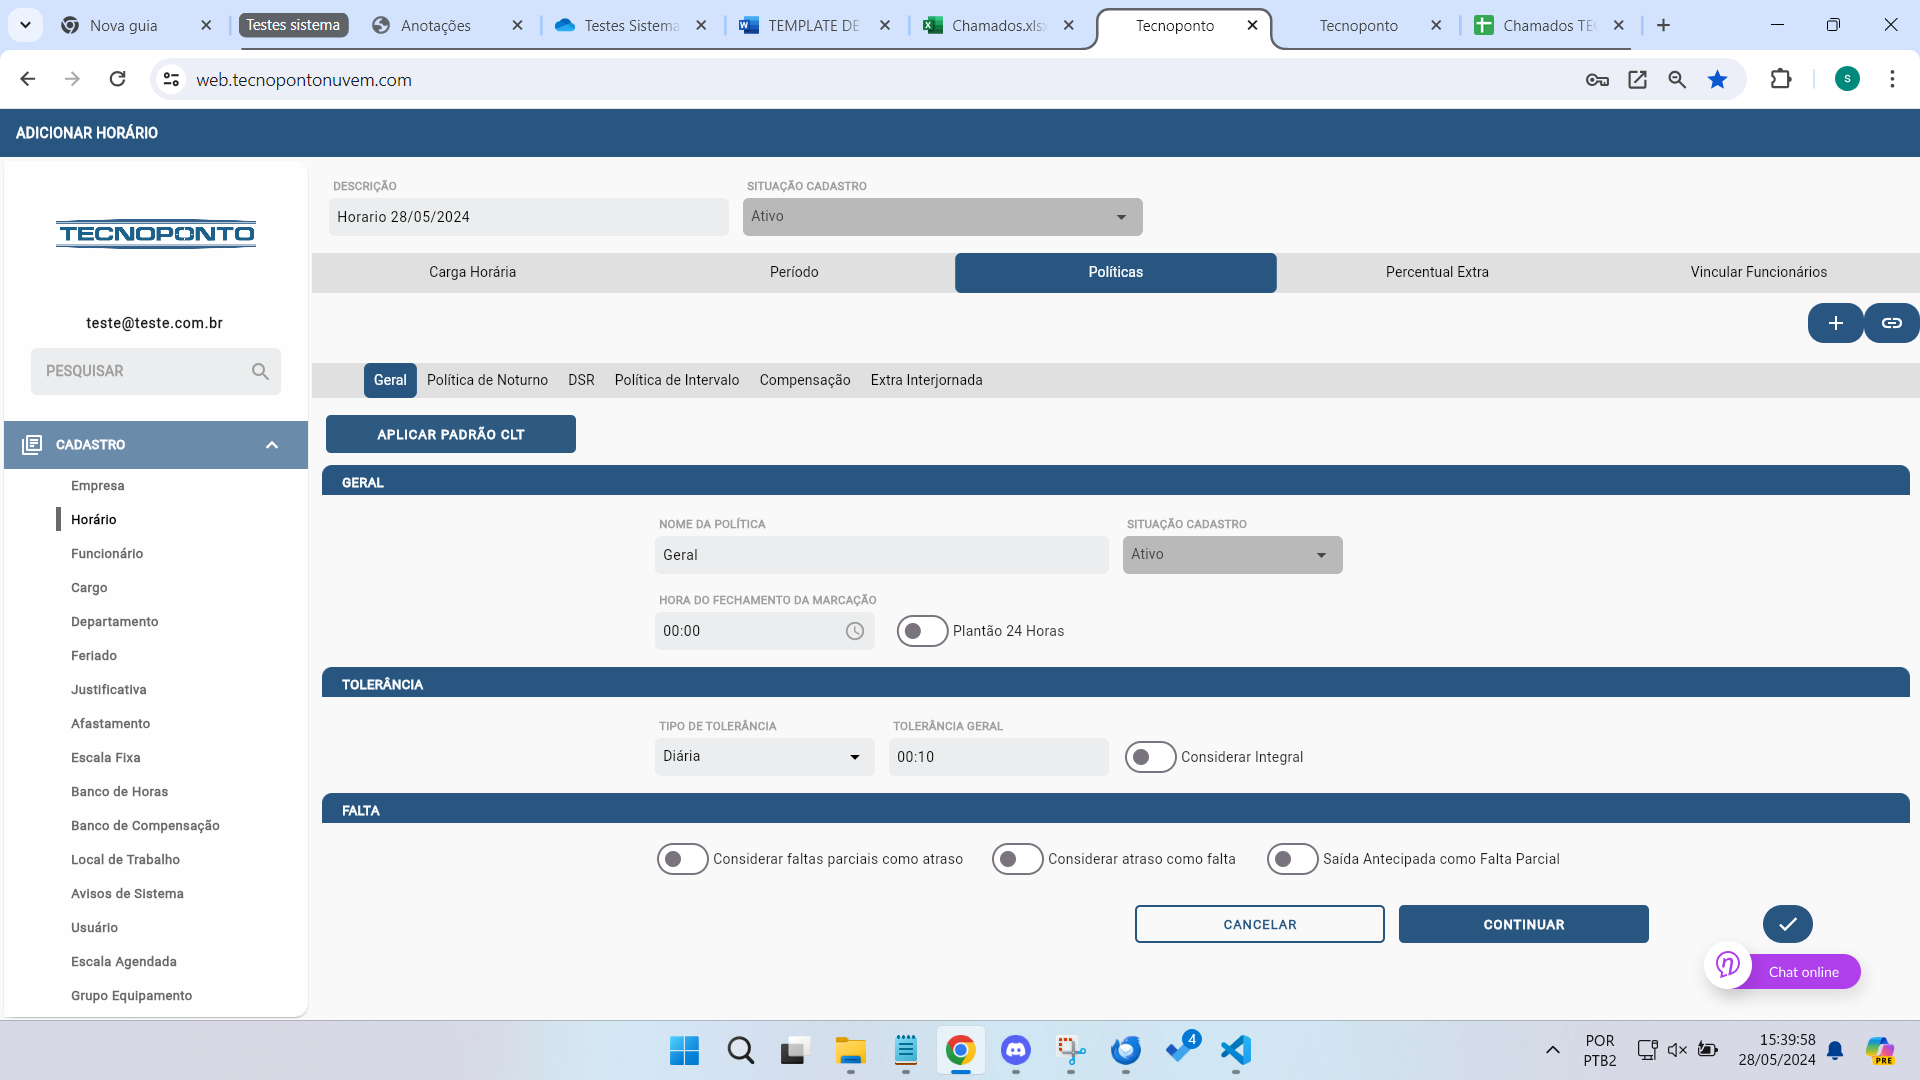 Nova guia
Testes sistema
Anotações
Testes Sistema
TEMPLATE DE
Chamados.xlsx
Tecnoponto
Tecnoponto
Chamados TEC
web.tecnopontonuvem.com
S
ADICIONAR HORÁRIO
TECNOPONTO
teste@teste.com.br
PESQUISAR
CADASTRO
Empresa
Horário
Funcionário
Cargo
Departamento
Feriado
Justificativa
Afastamento
Escala Fixa
Banco de Horas
Banco de Compensação
Local de Trabalho
Avisos de Sistema
Usuário
Escala Agendada
Grupo Equipamento
DESCRIÇÃO
SITUAÇÃO CADASTRO
Horario 28/05/2024
Ativo
Carga Horária
Período
Políticas
Percentual Extra
Vincular Funcionários
Geral
Política de Noturno
DSR
Política de Intervalo
Compensação
Extra Interjornada
APLICAR PADRÃO CLT
GERAL
NOME DA POLÍTICA
SITUAÇÃO CADASTRO
Geral
Ativo
HORA DO FECHAMENTO DA MARCAÇÃO
00:00
Plantão 24 Horas
TOLERÂNCIA
TIPO DE TOLERÂNCIA
TOLERÂNCIA GERAL
Diária
00:10
Considerar Integral
FALTA
Considerar faltas parciais como atraso
Considerar atraso como falta
Saída Antecipada como Falta Parcial
CANCELAR
CONTINUAR
Chat online
4
POR
PTB2
15:39:58
28/05/2024
PRE